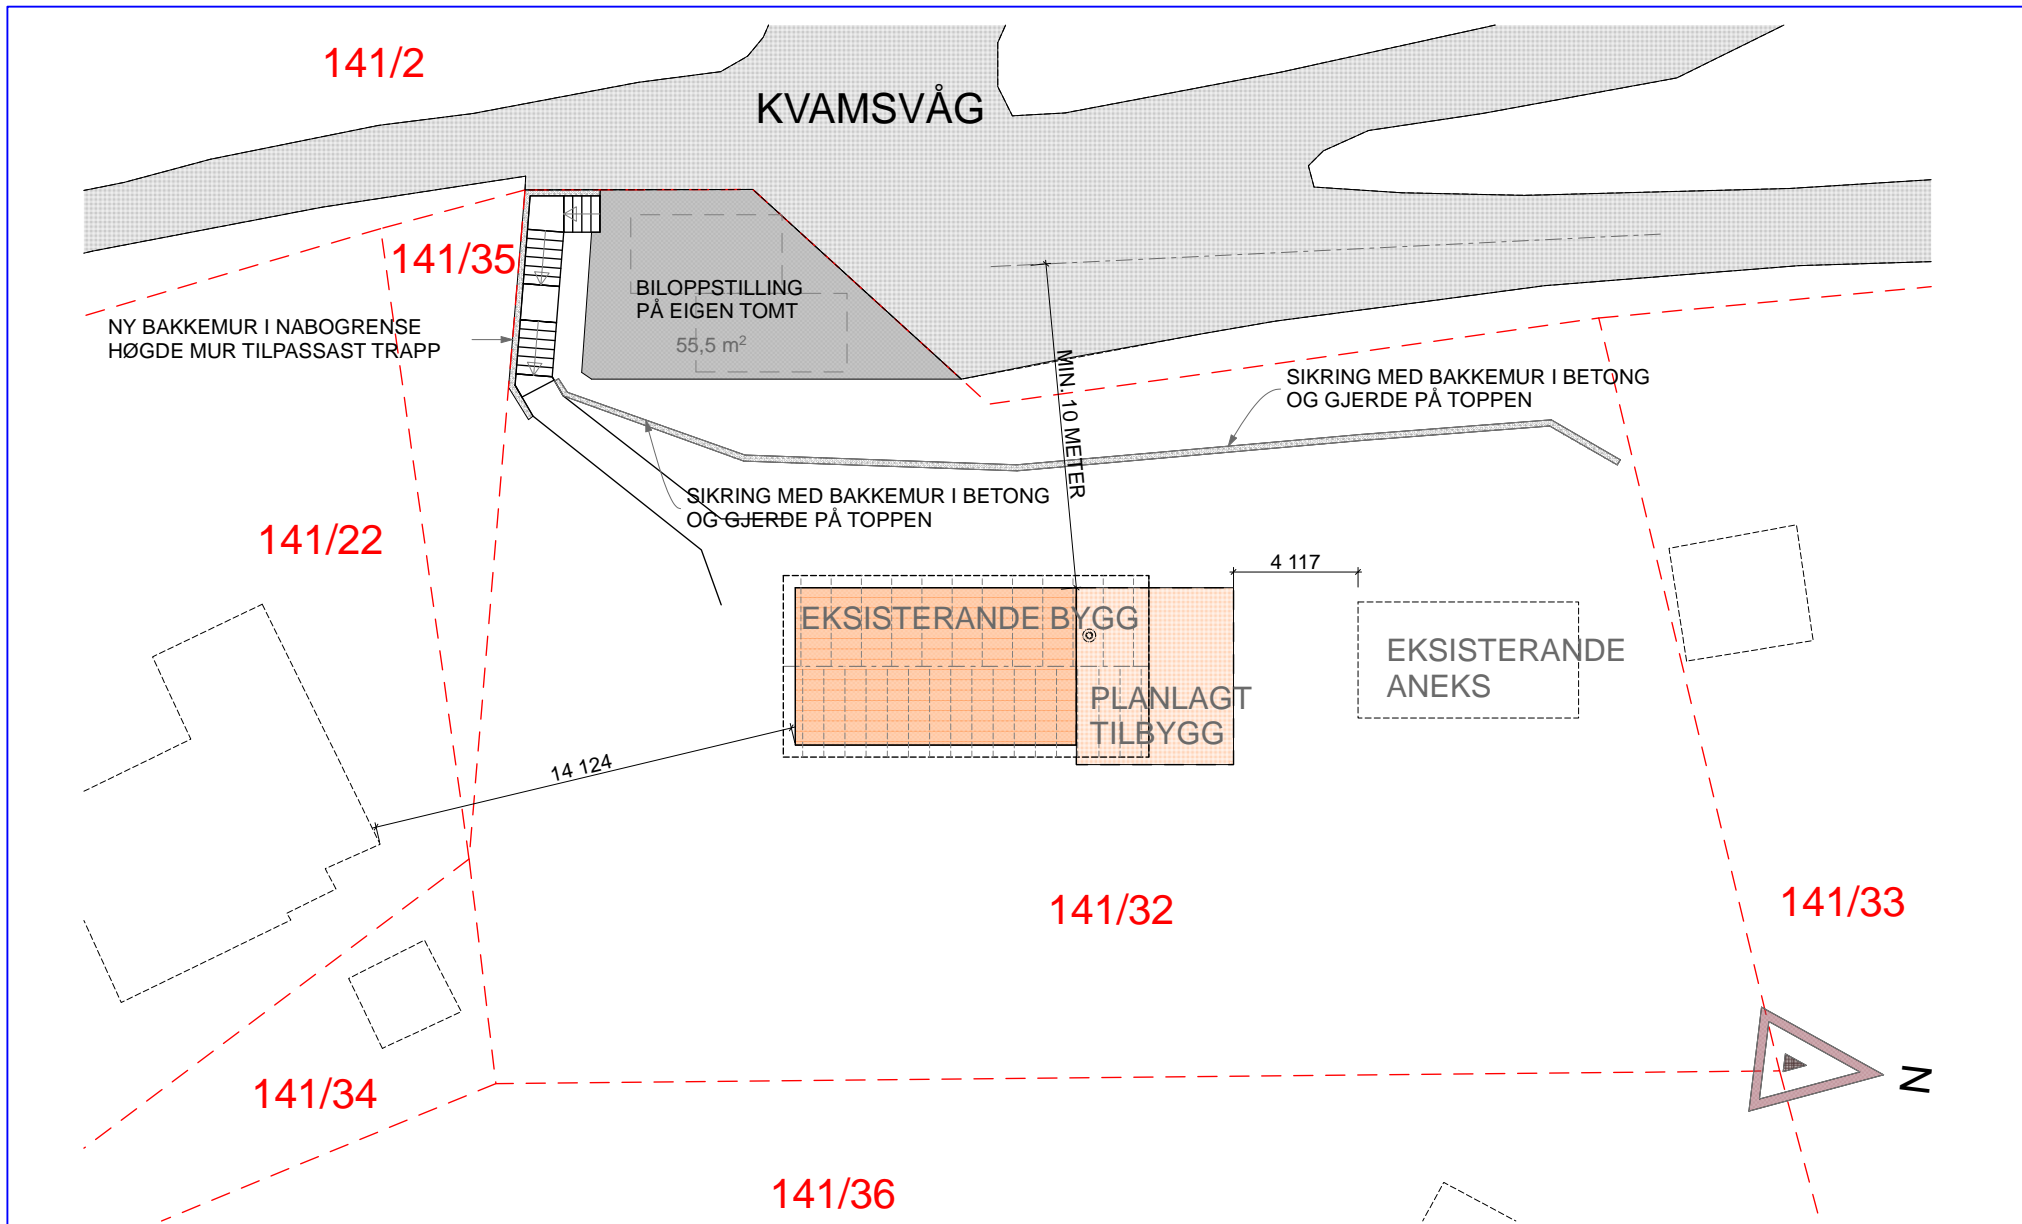 141/2
KVAMSVÅG
141/35
BILOPPSTILLING
PÅ EIGEN TOMT
55,5 m²
NY BAKKEMUR I NABOGRENSE
HØGDE MUR TILPASSAST TRAPP
MIN. 10 METER
SIKRING MED BAKKEMUR I BETONG
OG GJERDE PÅ TOPPEN
SIKRING MED BAKKEMUR I BETONG
OG GJERDE PÅ TOPPEN
141/22
4 117
EKSISTERANDE BYGG
EKSISTERANDE
ANEKS
PLANLAGT
TILBYGG
14 124
141/32
141/33
141/34
N
141/36